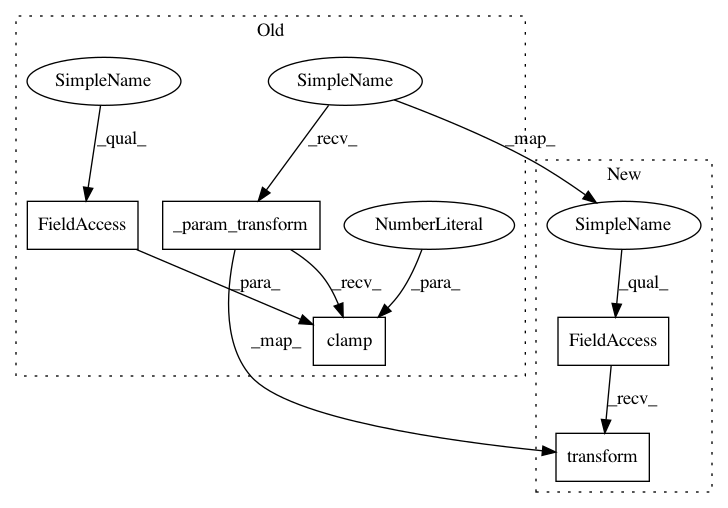 Old
SimpleName
SimpleName
_qual_
_recv_
_map_
New
FieldAccess
_param_transform
NumberLiteral
SimpleName
_para_
_recv_
_para_
_qual_
_map_
clamp
FieldAccess
_recv_
transform